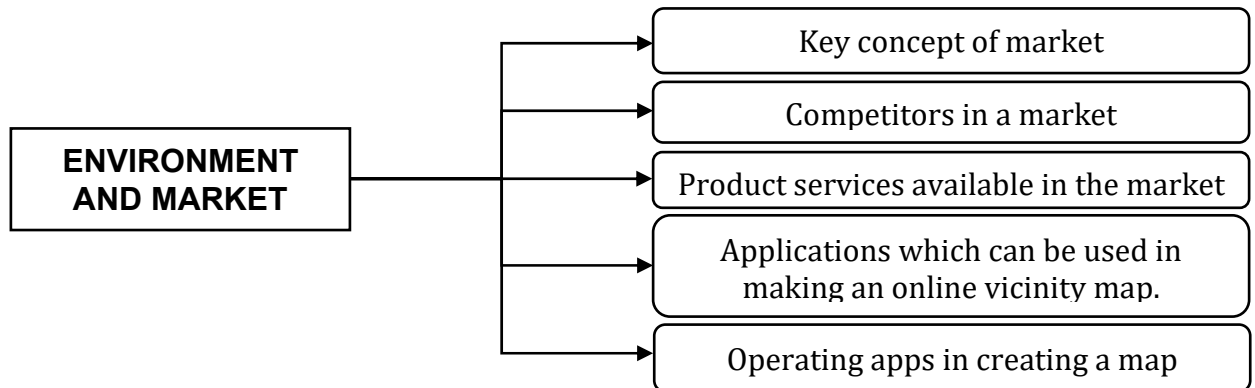 Key concept of market
Competitors in a market
ENVIRONMENT
AND MARKET
Product services available in the market
Applications which can be used in
making an online vicinity map.
Operating apps in creating a map